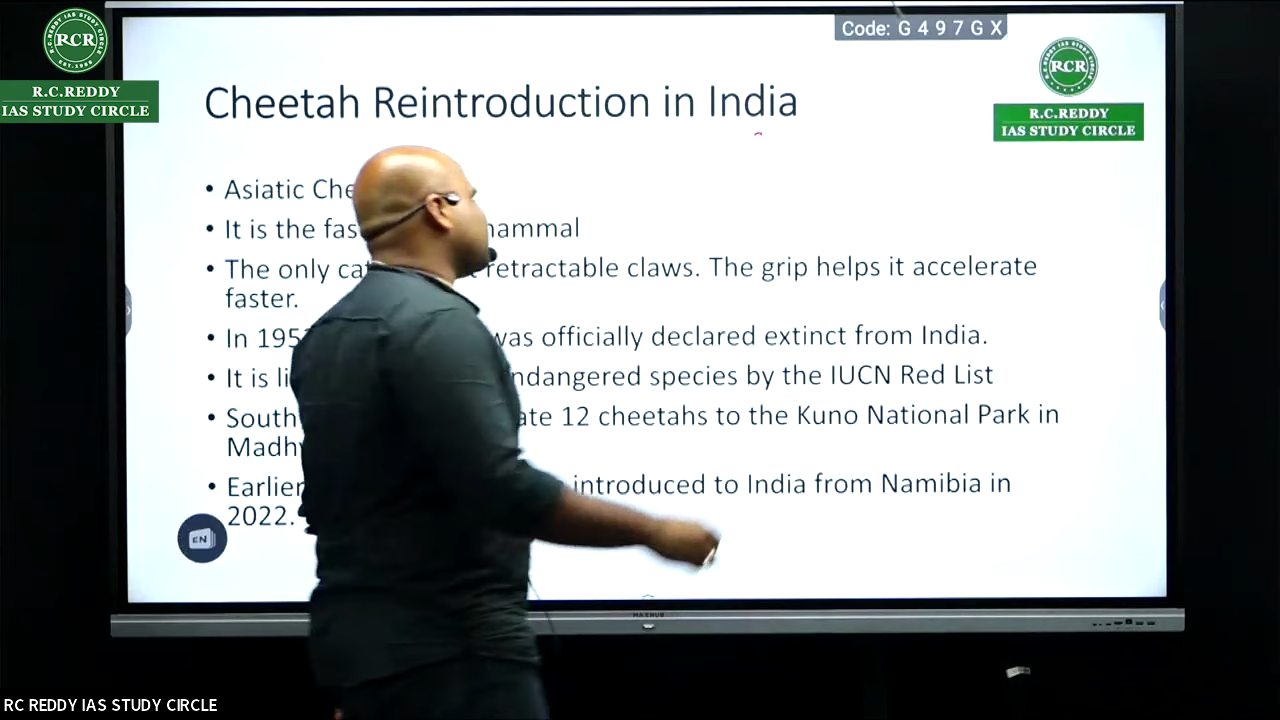 RCR
R.C.REDDY
IAS STUDY CIRCLE
Code: G 4 9 7 G X
RCR
R.C.REDDY
IAS STUDY CIRCLE
Cheetah Reintroduction in India
• Asiatic Che
• It is the fas mammal
• The only cat retractable claws. The grip helps it accelerate
faster.
• In 195 was officially declared extinct from India.
• It is li ndangered species by the IUCN Red List
• South ate 12 cheetahs to the Kuno National Park in
Madhy
• Earlier introduced to India from Namibia in
2022.
EN
MAXHUB
RC REDDY IAS STUDY CIRCLE